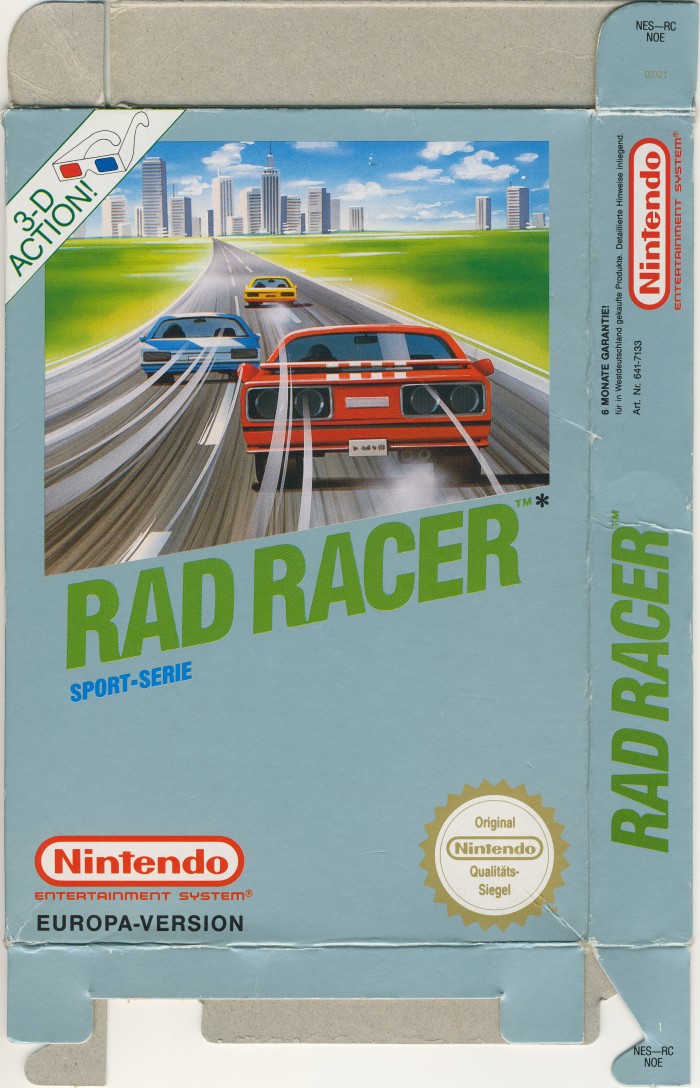 NES–RC
NOE
00721
3-D
ACTION!
RAD RACER™*
SPORT-SERIE
Nintendo
ENTERTAINMENT SYSTEM®
EUROPA-VERSION
Original
Nintendo
Qualitäts-
Siegel
Nintendo
ENTERTAINMENT SYSTEM®
6 MONATE GARANTIE!
für in Westdeutschland gekaufte Produkte. Detaillierte Hinweise inliegend.
Art. Nr. 641-7133
RAD RACER™
1
NES–RC
NOE